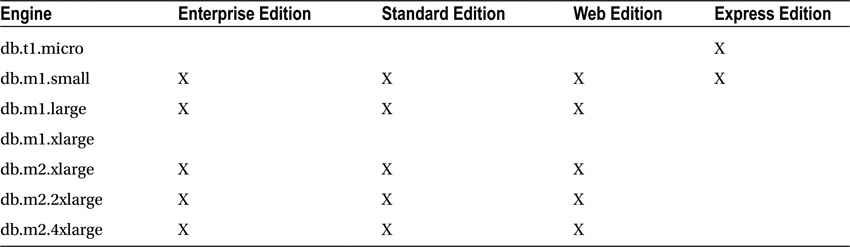 Engine Enterprise Edition Standard Edition Web Edition Express Edition
db.t1.micro X
db.m1.small X X X X
db.m1.large X X X
db.m1.xlarge
db.m2.xlarge X X X
db.m2.2xlarge X X X
db.m2.4xlarge X X X